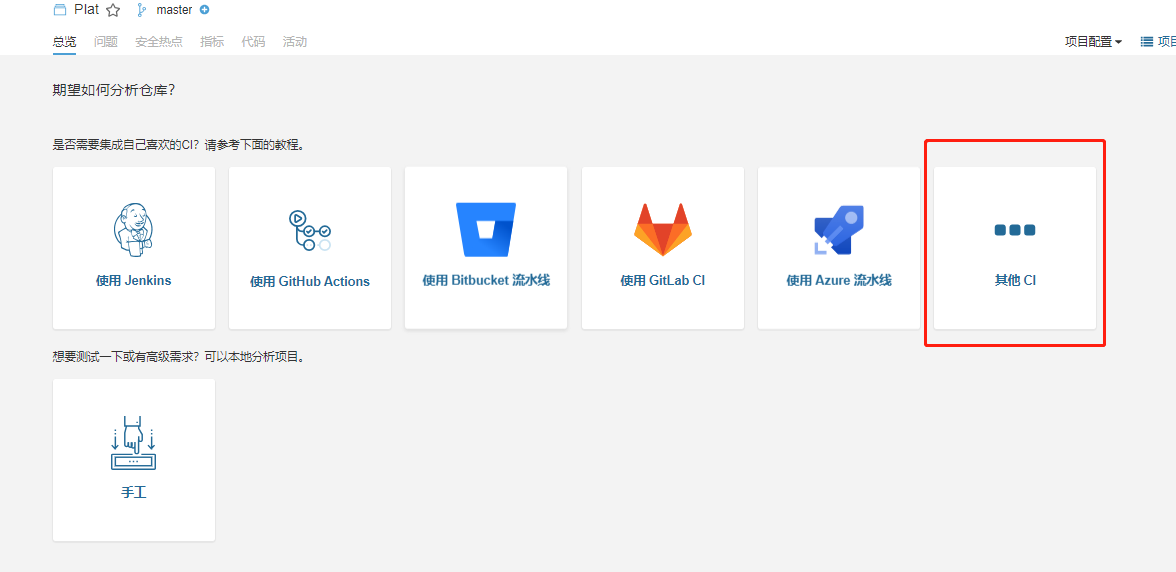 Plat master
总览 问题 安全热点 指标 代码 活动 项目配置 项目
期望如何分析仓库?
是否需要集成自己喜欢的CI? 请参考下面的教程。
使用 Jenkins 使用 GitHub Actions 使用 Bitbucket 流水线 使用 GitLab CI 使用 Azure 流水线 其他 CI
想要测试一下或有高级需求? 可以本地分析项目。
手工